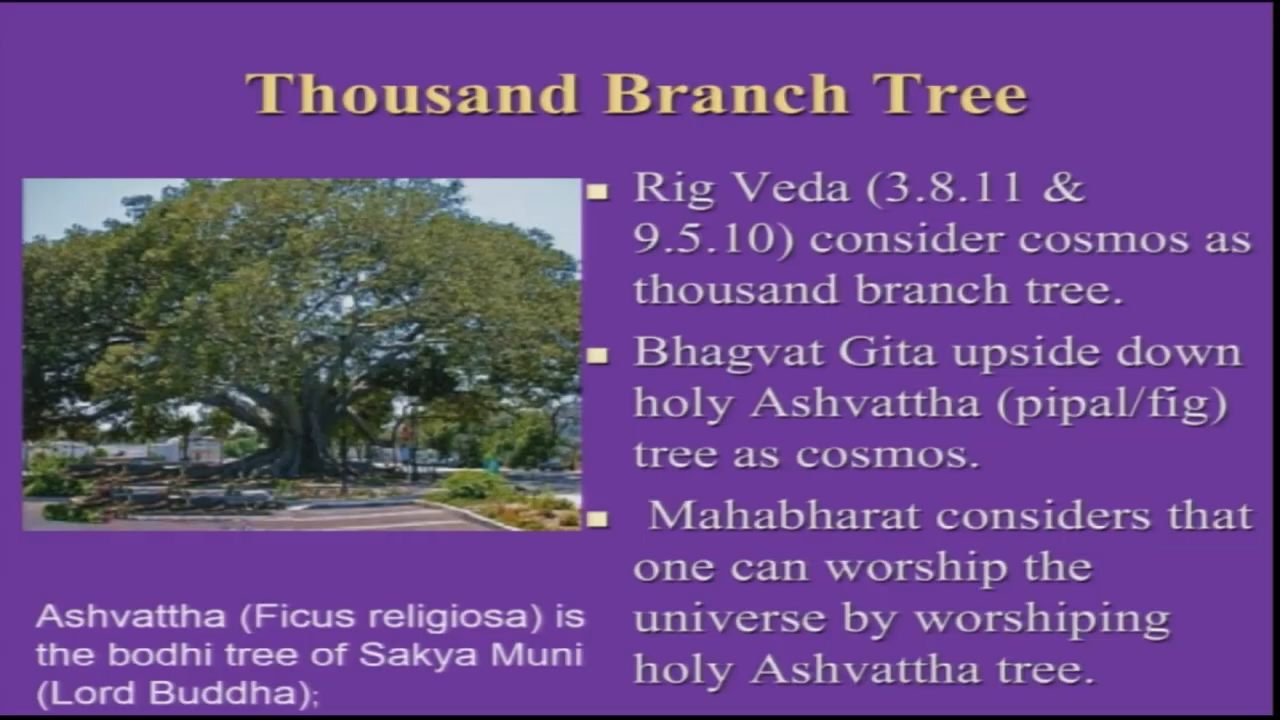 Thousand Branch Tree
Rig Veda (3.8.11 &
9.5.10) consider cosmos as
thousand branch tree.
Bhagvat Gita upside down
holy Ashvattha (pipal/fig)
tree as cosmos.
Mahabharat considers that
one can worship the
universe by worshiping
holy Ashvattha tree.
Ashvattha (Ficus religiosa) is
the bodhi tree of Sakya Muni
(Lord Buddha);